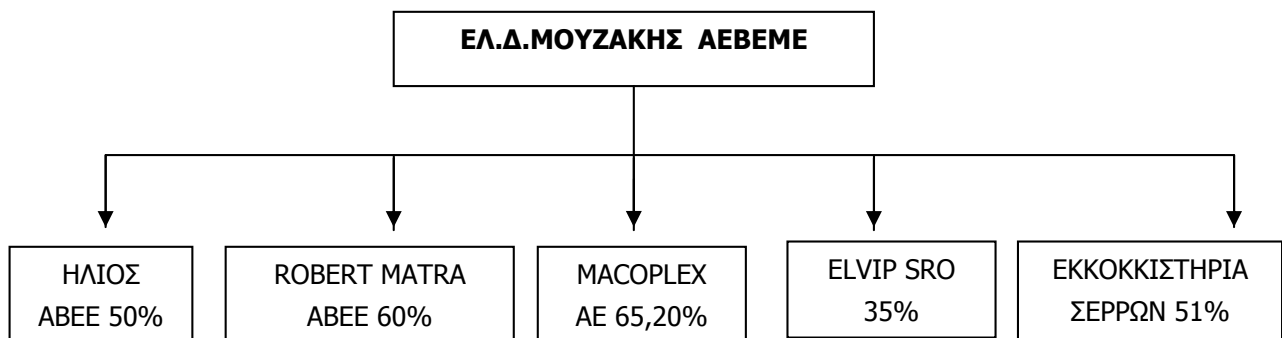 ΕΛ.Δ.ΜΟΥΖΑΚΗΣ ΑΕΒΕΜΕ
ΗΛΙΟΣ
ΑΒΕΕ 50%
ROBERT MATRA
ΑΒΕΕ 60%
MACOPLEX
ΑΕ 65,20%
ELVIP SRO
35%
ΕΚΚΟΚΚΙΣΤΗΡΙΑ
ΣΕΡΡΩΝ 51%